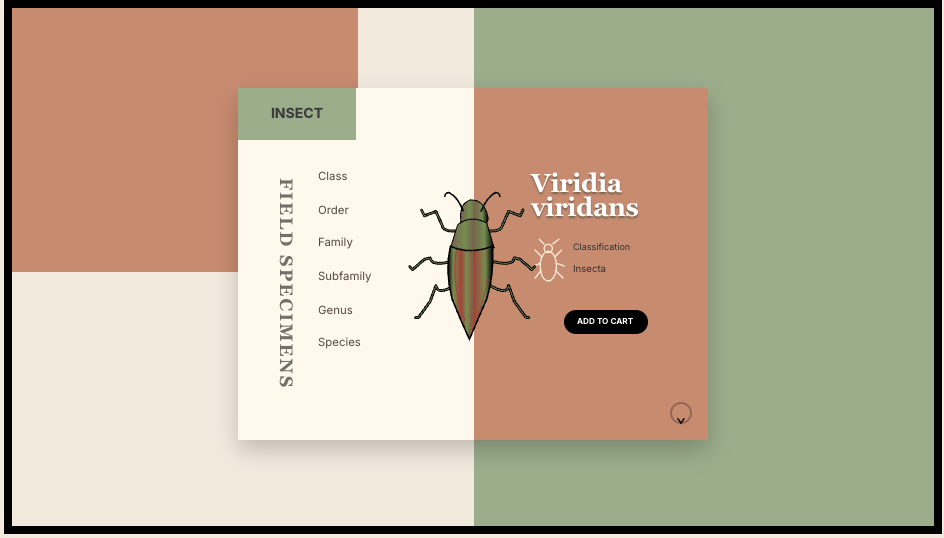 INSECT
FIELD SPECIMENS
Class
Order
Family
Subfamily
Genus
Species
Viridia
viridans
Classification
Insecta
ADD TO CART